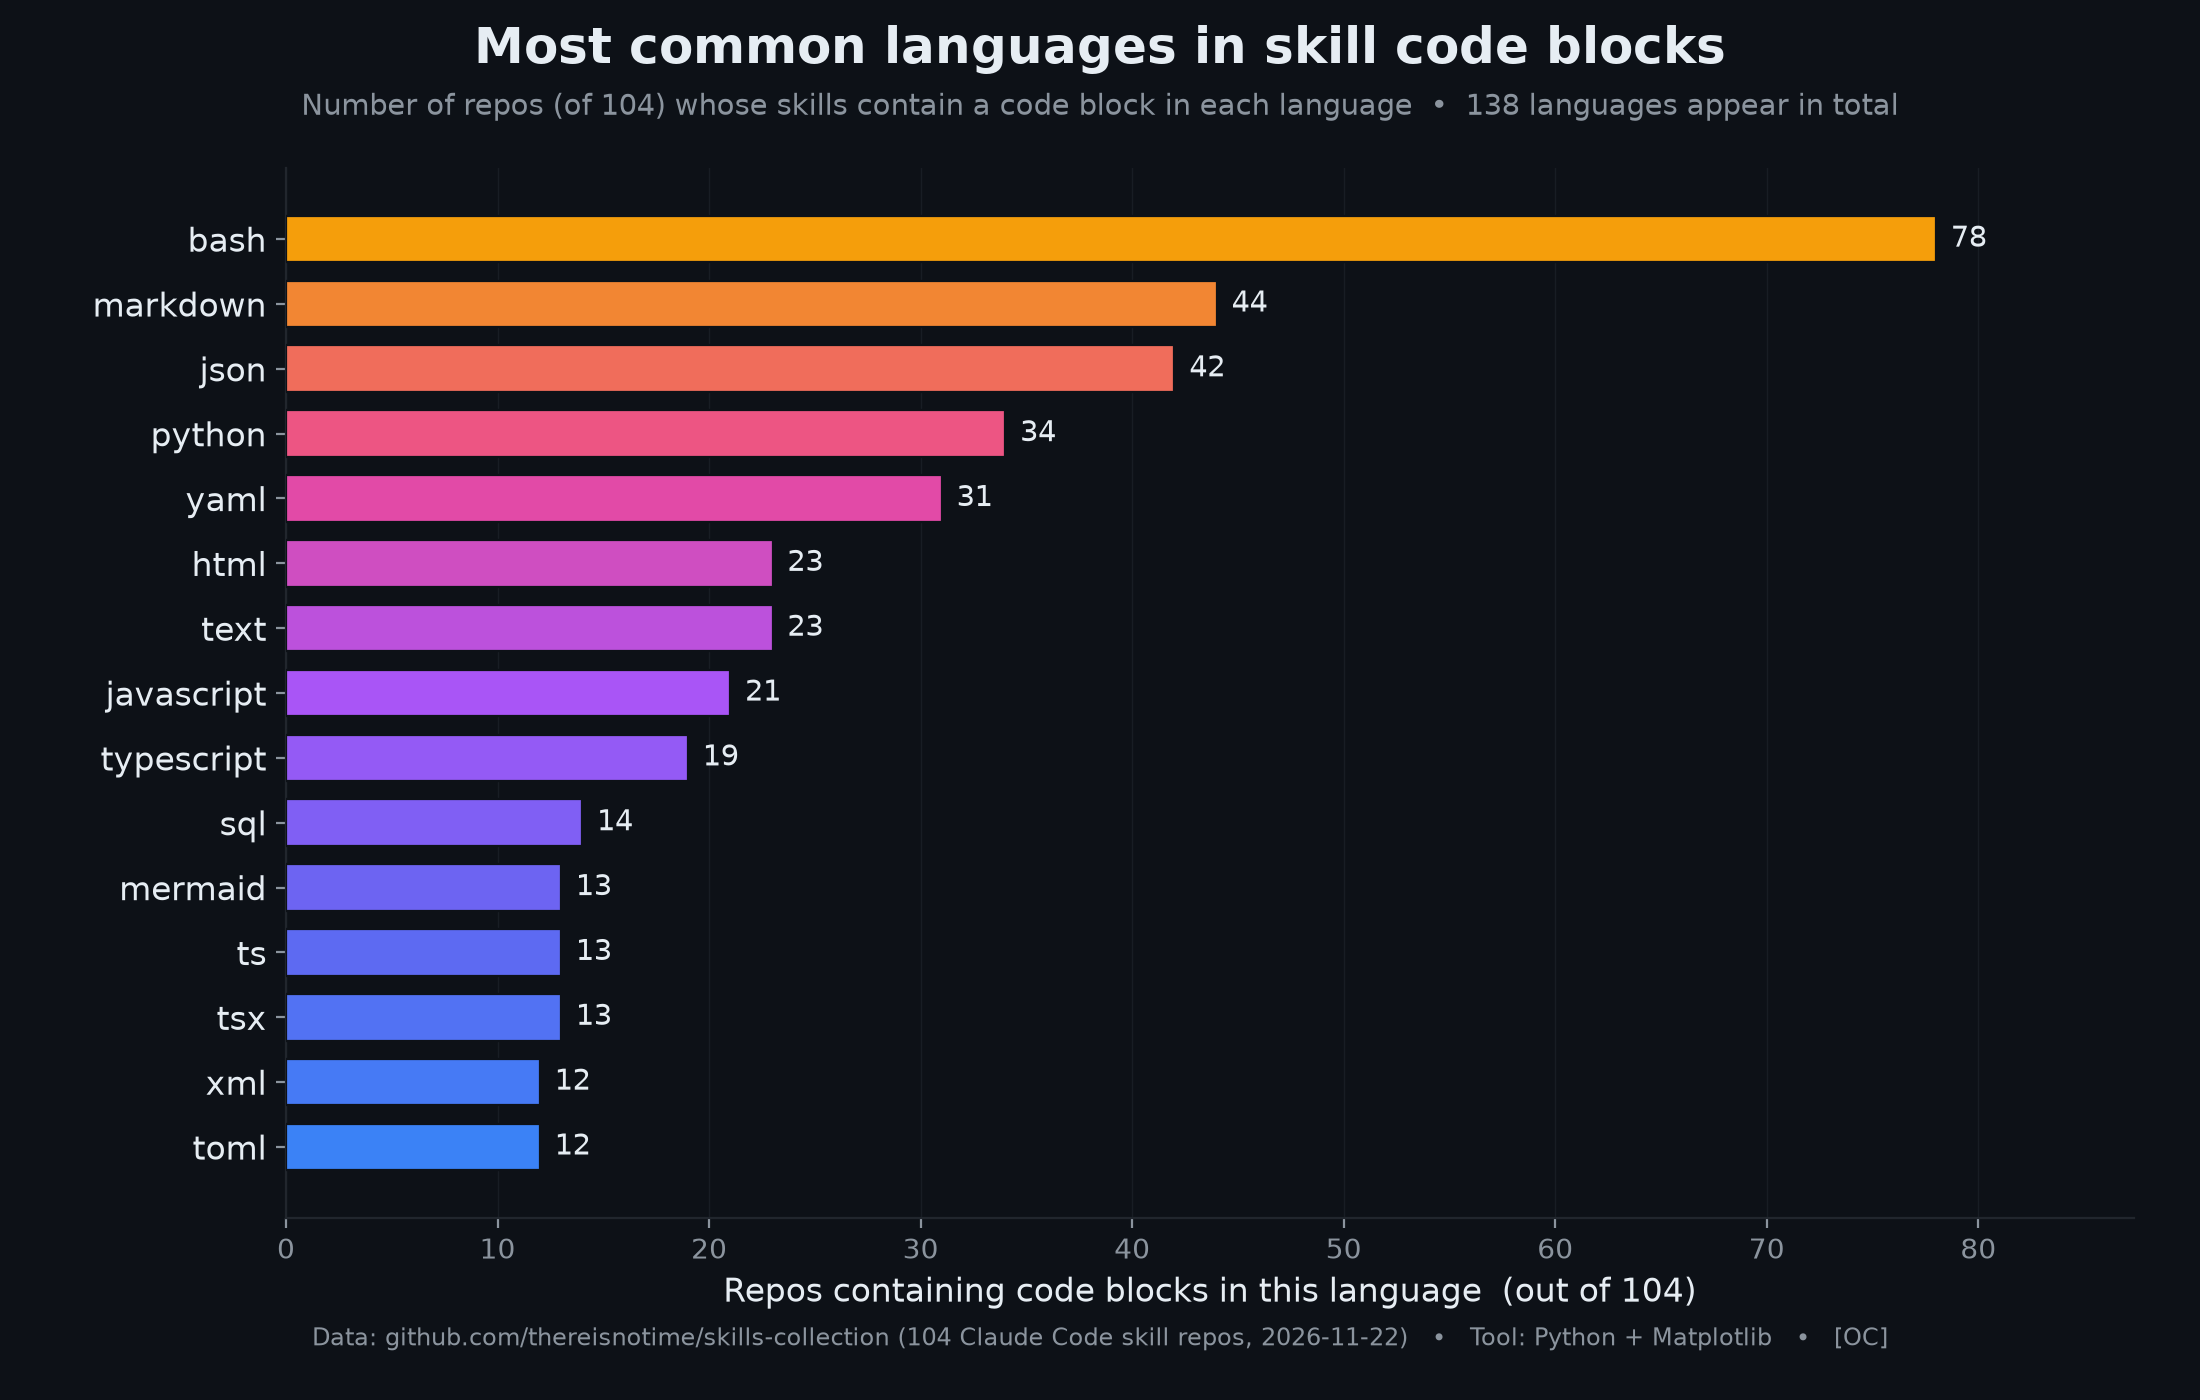 Most common languages in skill code blocks
Number of repos (of 104) whose skills contain a code block in each language • 138 languages appear in total
bash 78
markdown 44
json 42
python 34
yaml 31
html 23
text 23
javascript 21
typescript 19
sql 14
mermaid 13
ts 13
tsx 13
xml 12
toml 12
0 10 20 30 40 50 60 70 80
Repos containing code blocks in this language (out of 104)
Data: github.com/thereisnotime/skills-collection (104 Claude Code skill repos, 2026-11-22) • Tool: Python + Matplotlib • [OC]